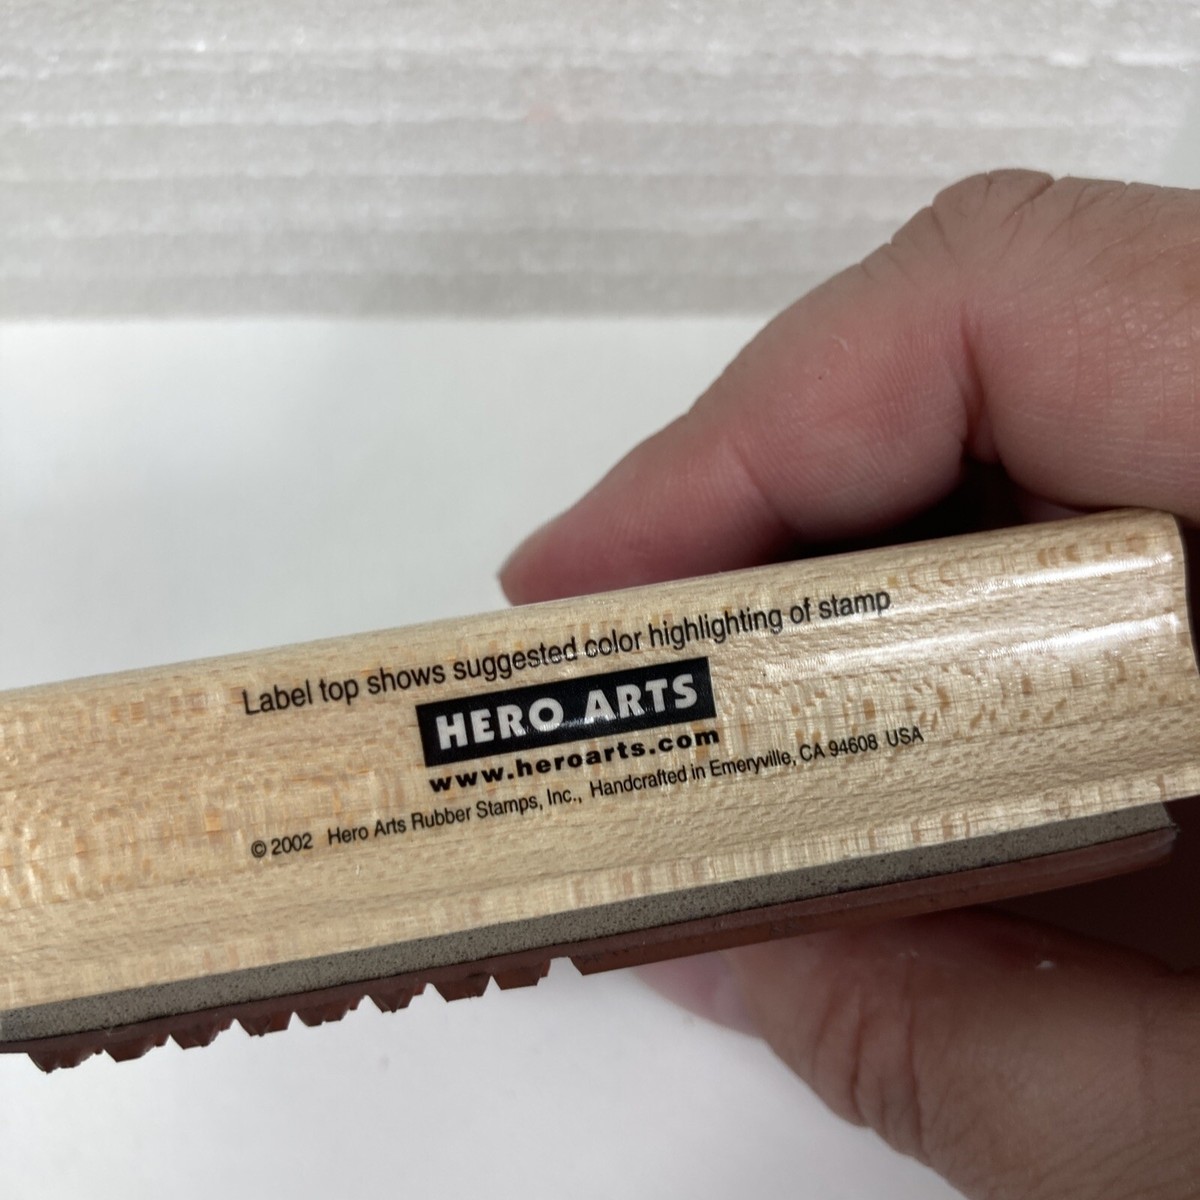 Label top shows suggested color highlighting of stamp
HERO ARTS
www.heroarts.com
© 2002 Hero Arts Rubber Stamps, Inc., Handcrafted in Emeryville, CA 94608 USA